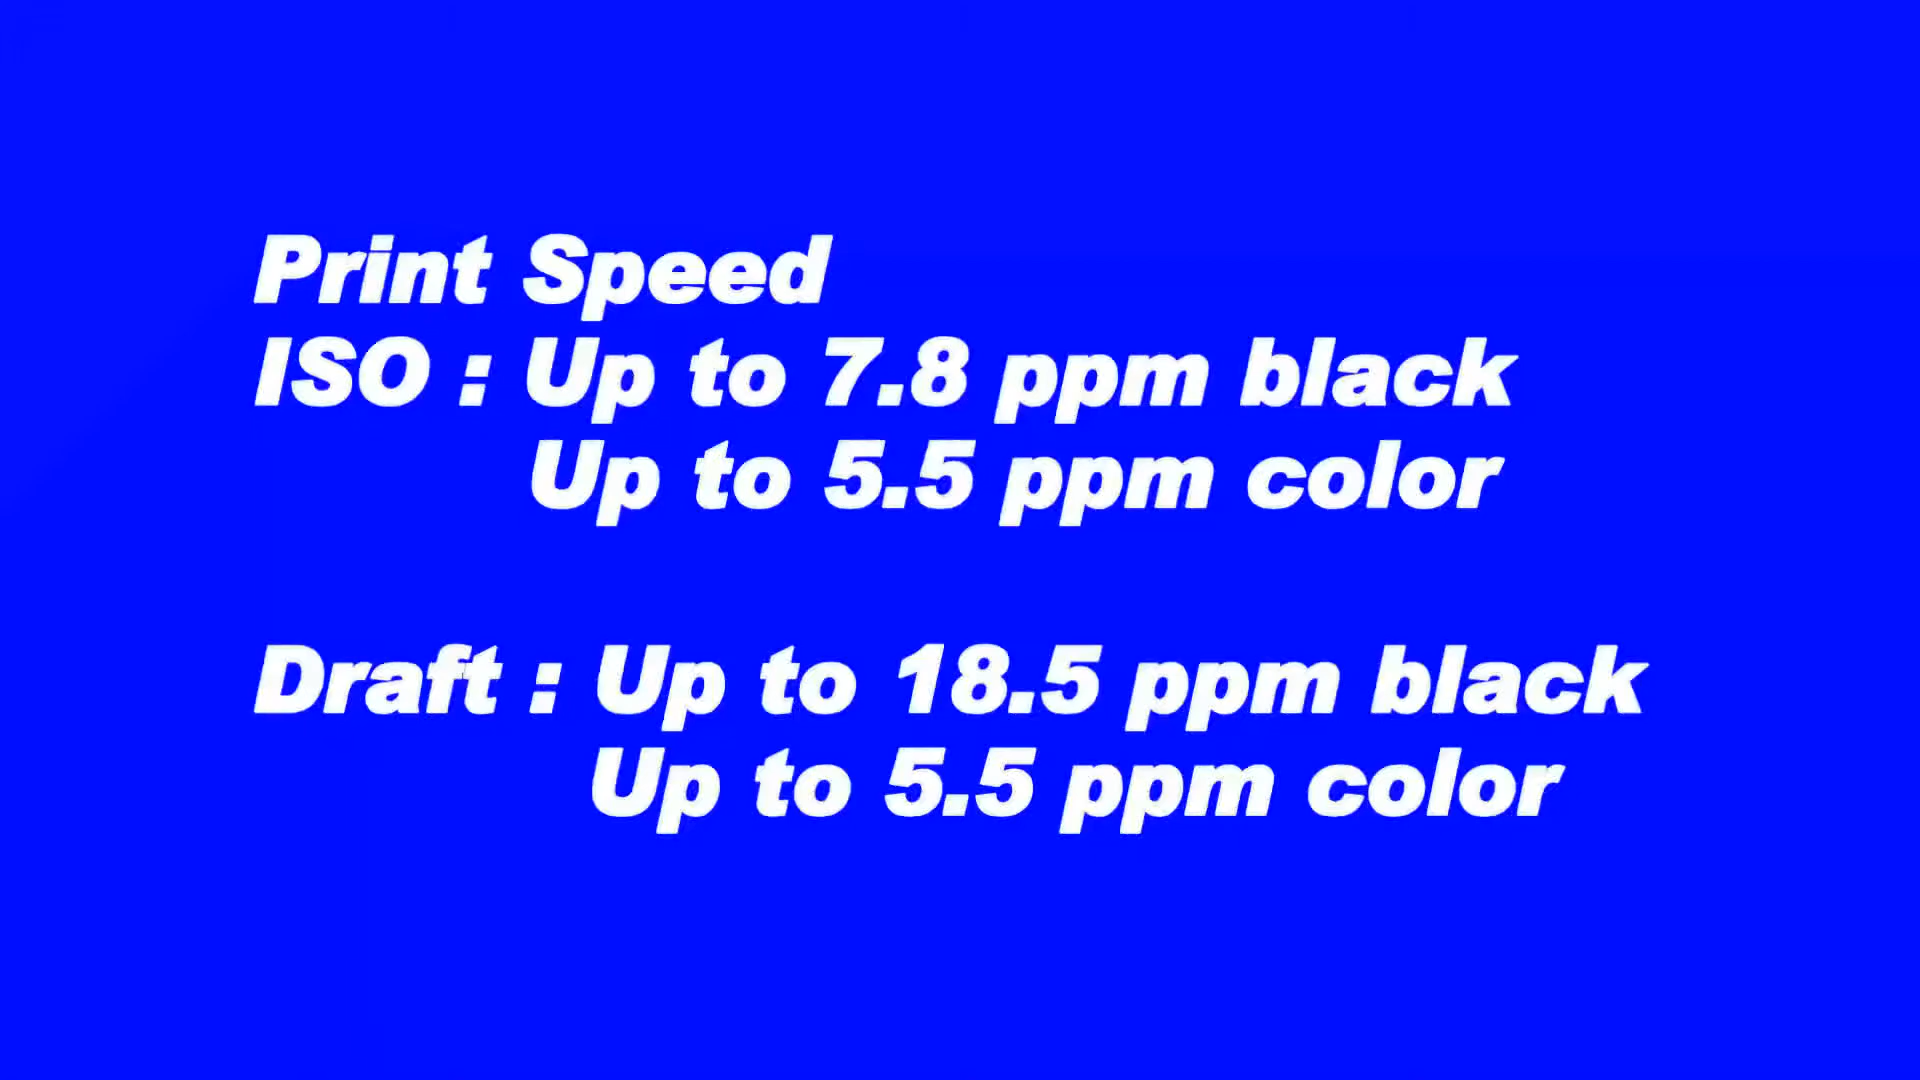 Print Speed
ISO : Up to 7.8 ppm black
Up to 5.5 ppm color
Draft : Up to 18.5 ppm black
Up to 5.5 ppm color